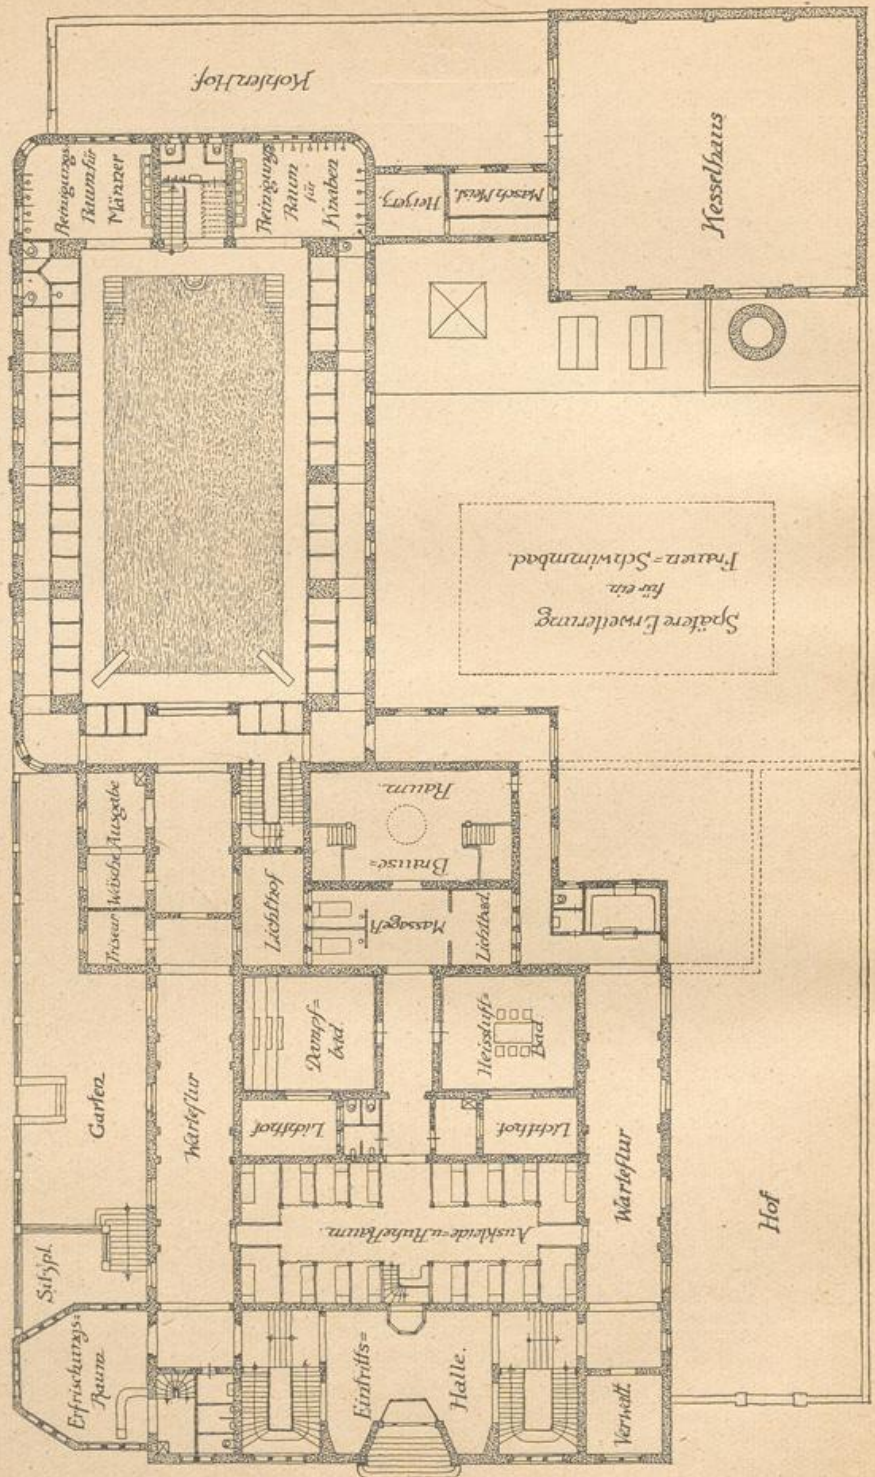 Kohlen Hof.
Reinigungs
Raum für
Männer
Reinigungs
Raum
für
Knaben
Heizerz.
Masch Meist.
Kesselhaus
Spätere Erweiterung
für ein
Frauen=Schwimmbad.
Friseur
Wäsche Ausgabe
Lichthof
Brause=
Raum
Massage R
Lichtbad.
Garten
Warteflur
Dampf=
bad.
Heissluft=
Bad
Lichthof
Lichthof
Auskleide=u. Ruhe Raum.
Warteflur
Hof
Sitzpl.
Erfrischungs=
Raum
Eintritts=
Halle.
Verwalt.